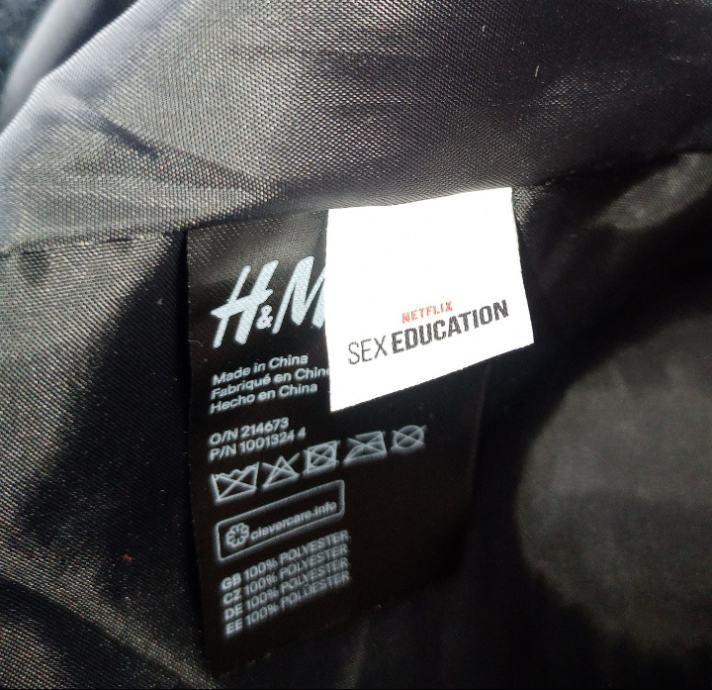 H&M
NETFLIX
SEX EDUCATION
Made in China
Fabriqué en Chine
Hecho en China
O/N 214673
P/N 1001324 4
clevercare.info
GB 100% POLYESTER
CZ 100% POLYESTER
DE 100% POLYESTER
EE 100% POLÜESTER